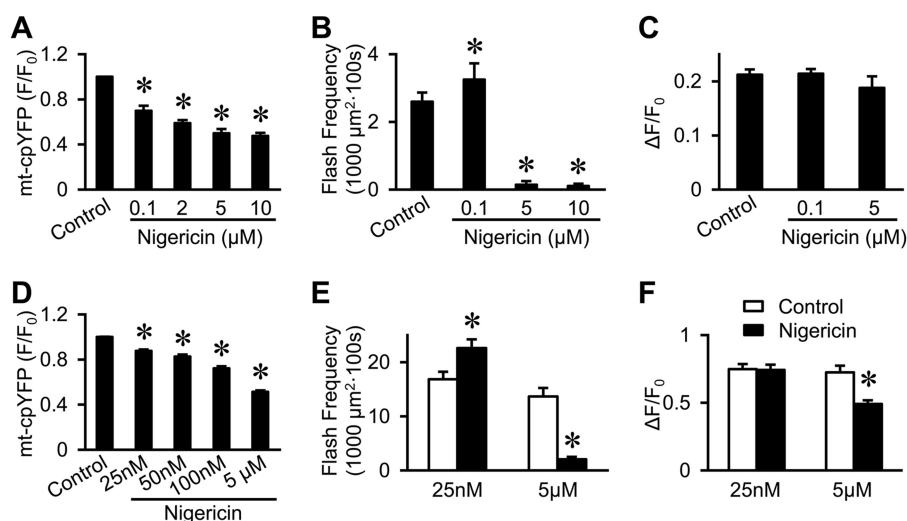 A
mt-cpYFP (F/F₀)
1.2
0.8
0.4
0
* * * *
Control 0.1 2 5 10
Nigericin (μM)
B
Flash Frequency
(1000 μm²·100s)
4
2
0
* * *
Control 0.1 5 10
Nigericin (μM)
C
ΔF/F₀
0.2
0.1
0
Control 0.1 5
Nigericin (μM)
D
mt-cpYFP (F/F₀)
1.2
0.8
0.4
0
* * * *
Control 25nM 50nM 100nM 5 μM
Nigericin
E
Flash Frequency
(1000 μm²·100s)
20
10
0
* *
25nM 5μM
F
Control
Nigericin
ΔF/F₀
1
0.5
0
*
25nM 5μM